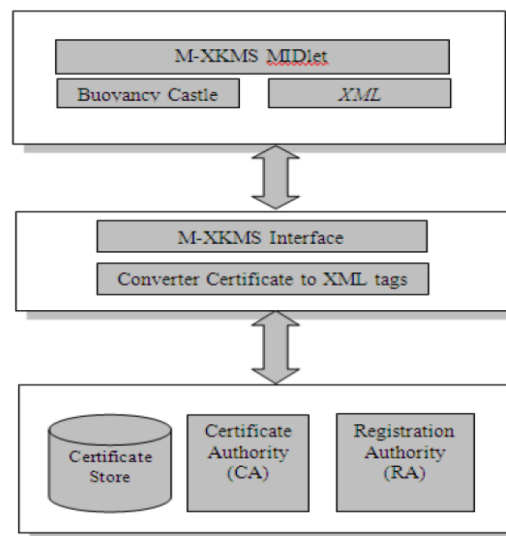 M-XKMS MIDlet
Buoyancy Castle
XML
M-XKMS Interface
Converter Certificate to XML tags
Certificate
Store
Certificate
Authority
(CA)
Registration
Authority
(RA)